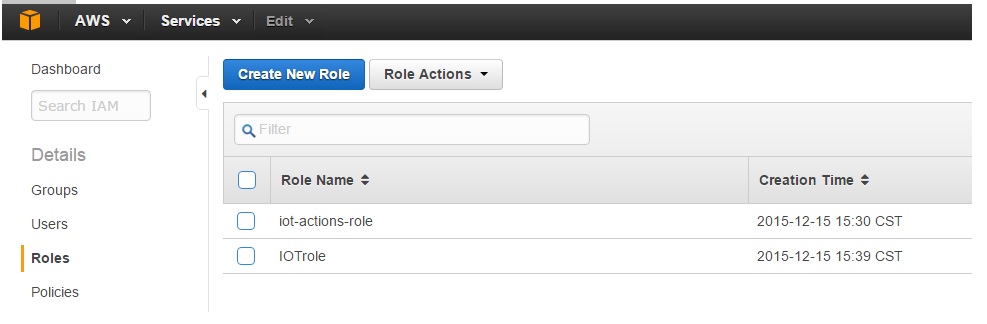 AWS Services Edit
Dashboard
Search IAM
Details
Groups
Users
Roles
Policies
Create New Role Role Actions
Filter
Role Name Creation Time
iot-actions-role 2015-12-15 15:30 CST
IOTrole 2015-12-15 15:39 CST